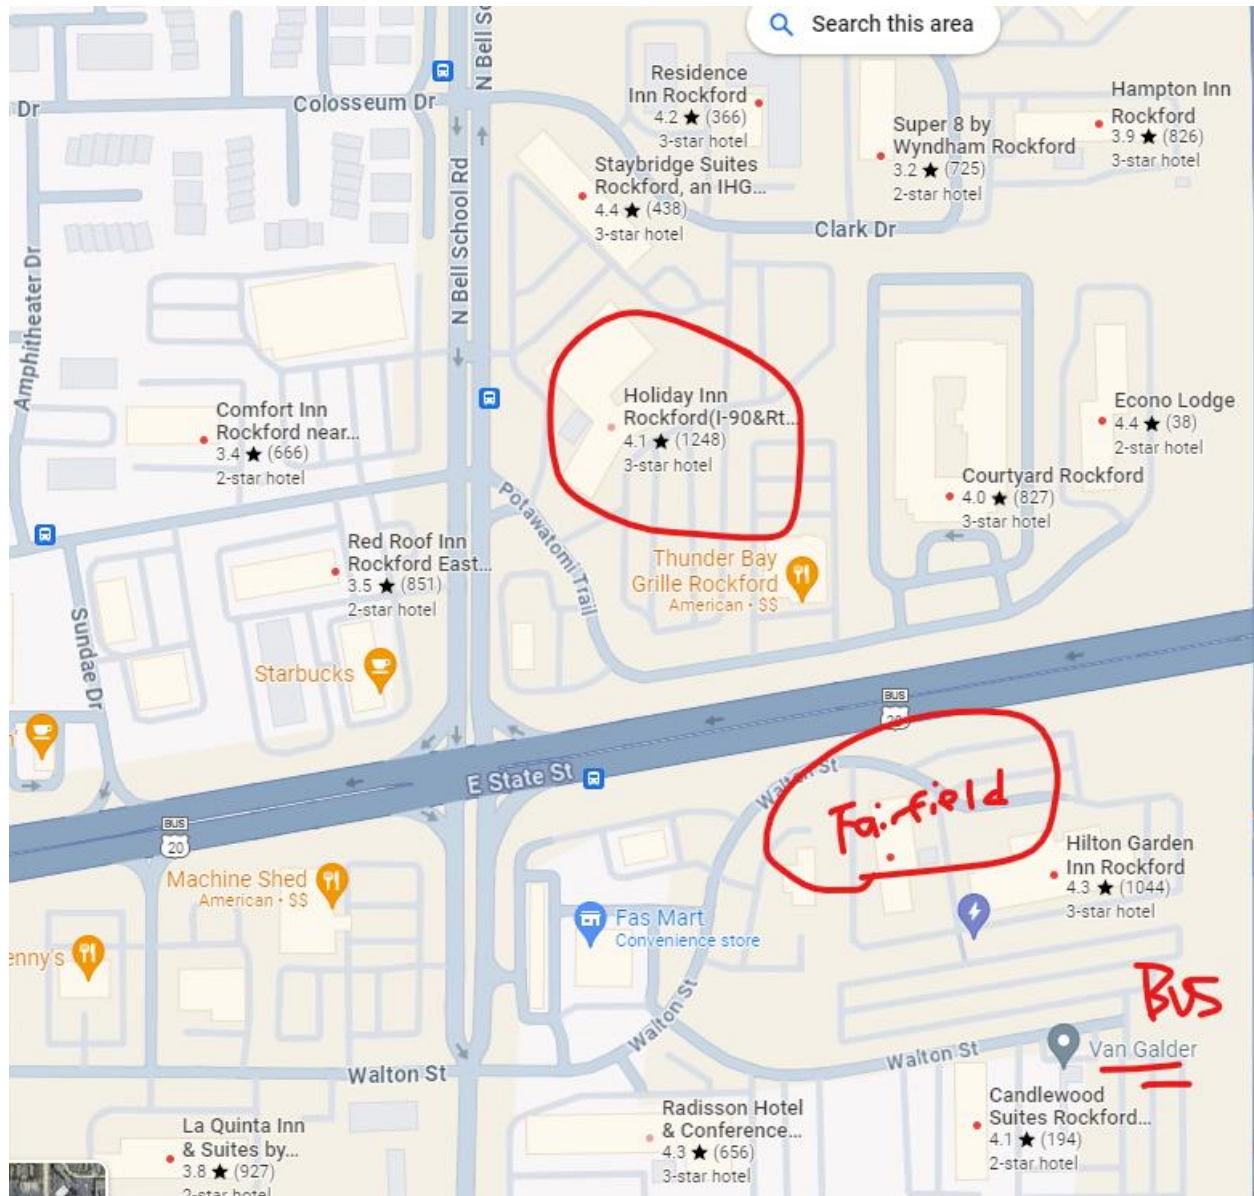 Search this area
N Bell Sc
Dr
Colosseum Dr
Residence
Inn Rockford
4.2 ★ (366)
3-star hotel
Hampton Inn
Rockford
3.9 ★ (826)
3-star hotel
Super 8 by
Wyndham Rockford
3.2 ★ (725)
2-star hotel
Staybridge Suites
Rockford, an IHG...
4.4 ★ (438)
3-star hotel
Clark Dr
N Bell School Rd
Amphitheater Dr
Holiday Inn
Rockford(I-90&Rt...
4.1 ★ (1248)
3-star hotel
Comfort Inn
Rockford near...
3.4 ★ (666)
2-star hotel
Econo Lodge
4.4 ★ (38)
2-star hotel
Courtyard Rockford
4.0 ★ (827)
3-star hotel
Potawatomi Trail
Red Roof Inn
Rockford East...
3.5 ★ (851)
2-star hotel
Thunder Bay
Grille Rockford
American • $$
Sundae Dr
Starbucks
BUS
20
E State St
Walton St
Fairfield
BUS
20
Machine Shed
American • $$
Hilton Garden
Inn Rockford
4.3 ★ (1044)
3-star hotel
Fas Mart
Convenience store
enny's
Bus
Walton St
Van Galder
Walton St
Walton St
Candlewood
Suites Rockford...
4.1 ★ (194)
2-star hotel
Radisson Hotel
& Conference...
4.3 ★ (656)
3-star hotel
La Quinta Inn
& Suites by...
3.8 ★ (927)
2-star hotel